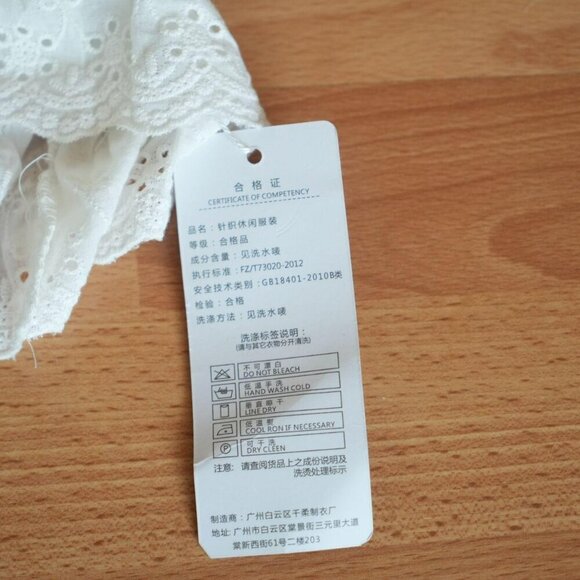 合格证
CERTIFICATE OF COMPETENCY
品名：针织休闲服装
等级：合格品
成分含量：见洗水唛
执行标准：FZ/T73020-2012
安全技术类别：GB18401-2010B类
检验：合格
洗涤方法：见洗水唛
洗涤标签说明：
(请与其它衣物分开清洗)
不可漂白
DO NOT BLEACH
低温手洗
HAND WASH COLD
垂直晾干
LINE DRY
低温熨
COOL RON IF NECESSARY
P
可干洗
DRY CLEEN
注意：请查阅货品上之成份说明及
洗烫处理标示
制造商：广州白云区千柔制衣厂
地址：广州市白云区棠景街三元里大道
棠新西街61号二楼203